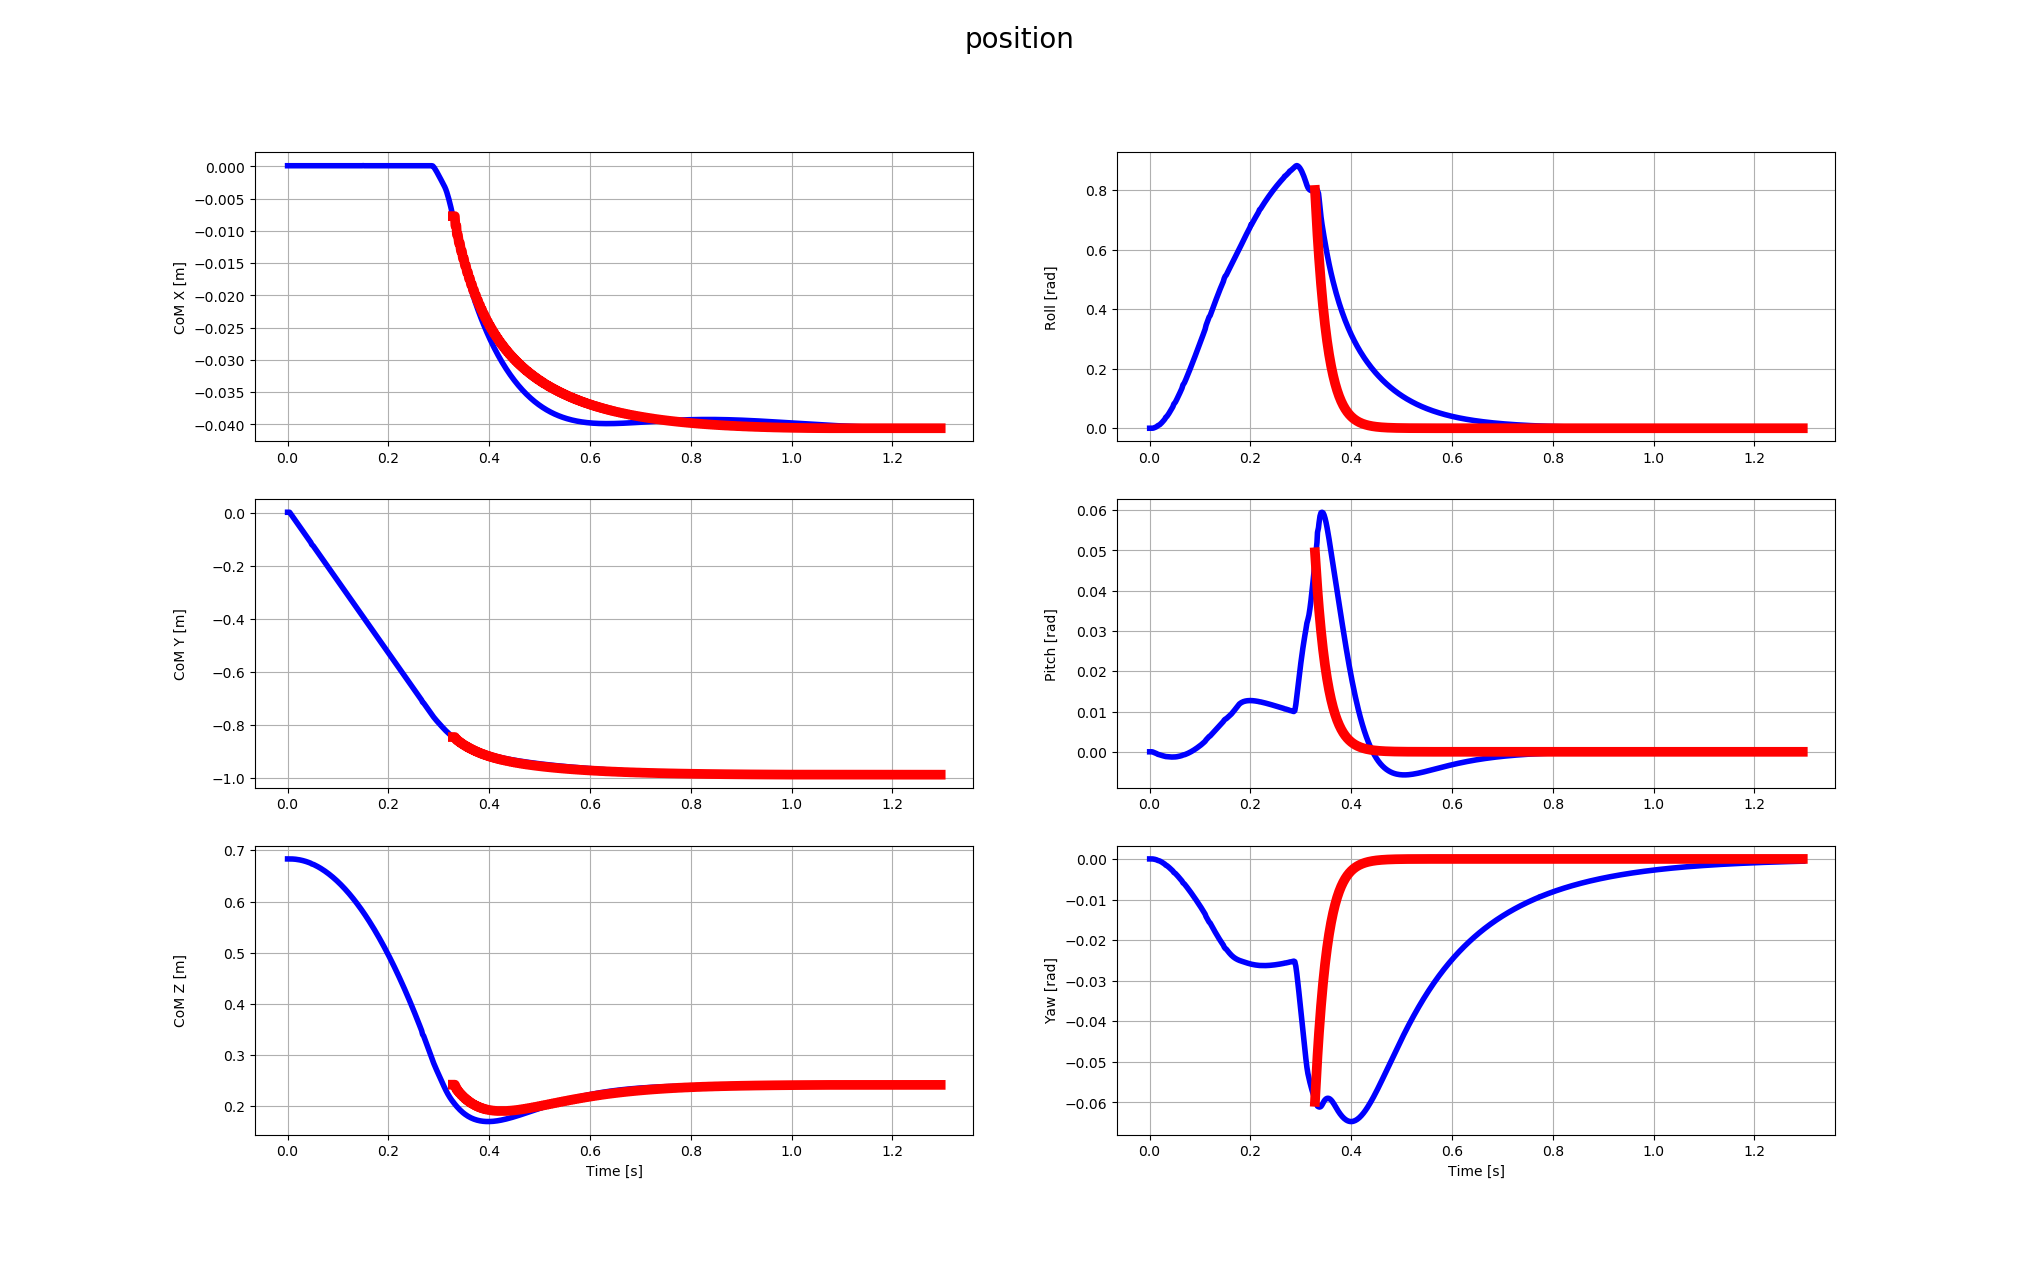 position
CoM X [m]
0.000
−0.005
−0.010
−0.015
−0.020
−0.025
−0.030
−0.035
−0.040
0.0 0.2 0.4 0.6 0.8 1.0 1.2
Roll [rad]
0.8
0.6
0.4
0.2
0.0
0.0 0.2 0.4 0.6 0.8 1.0 1.2
CoM Y [m]
0.0
−0.2
−0.4
−0.6
−0.8
−1.0
0.0 0.2 0.4 0.6 0.8 1.0 1.2
Pitch [rad]
0.06
0.05
0.04
0.03
0.02
0.01
0.00
0.0 0.2 0.4 0.6 0.8 1.0 1.2
CoM Z [m]
0.7
0.6
0.5
0.4
0.3
0.2
0.0 0.2 0.4 0.6 0.8 1.0 1.2
Time [s]
Yaw [rad]
0.00
−0.01
−0.02
−0.03
−0.04
−0.05
−0.06
0.0 0.2 0.4 0.6 0.8 1.0 1.2
Time [s]